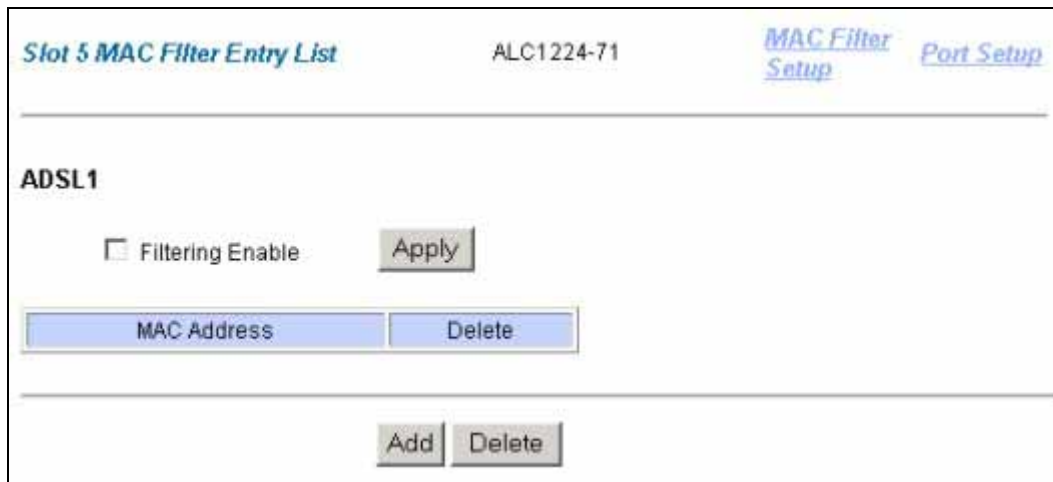 Slot 5 MAC Filter Entry List ALC1224-71 MAC Filter Setup Port Setup
ADSL1
Filtering Enable Apply
MAC Address Delete
Add Delete